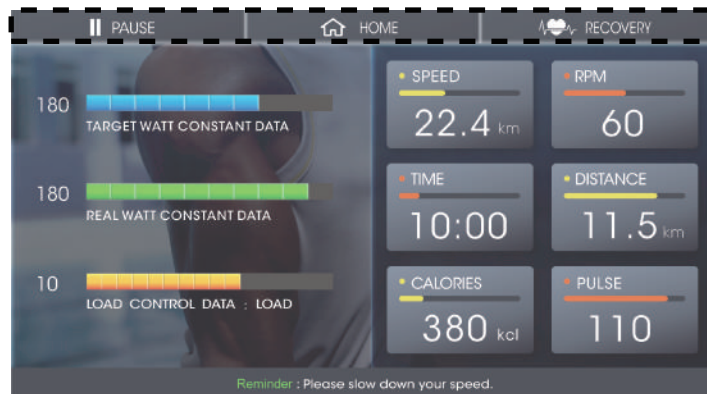 PAUSE HOME RECOVERY
180
TARGET WATT CONSTANT DATA
180
REAL WATT CONSTANT DATA
10
LOAD CONTROL DATA : LOAD
SPEED
22.4 km
RPM
60
TIME
10:00
DISTANCE
11.5 km
CALORIES
380 kcl
PULSE
110
Reminder : Please slow down your speed.